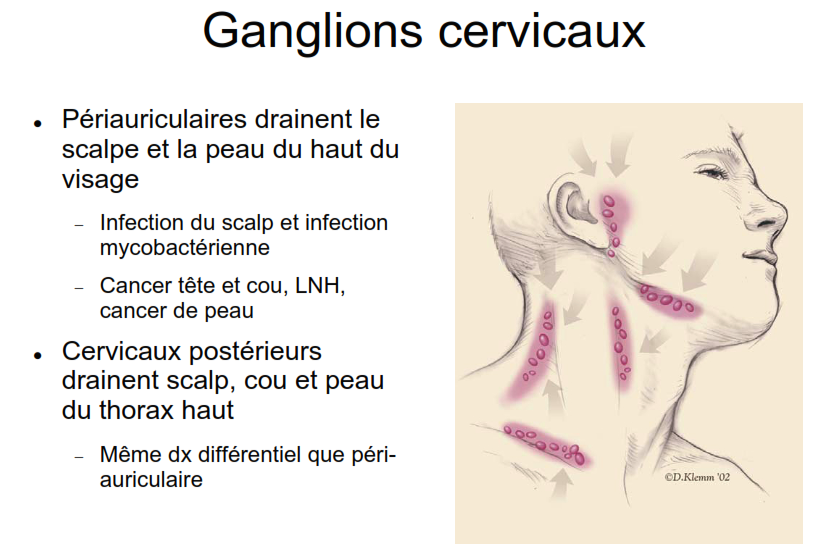 Ganglions cervicaux
● Périauriculaires drainent le
scalpe et la peau du haut du
visage
– Infection du scalp et infection
mycobactérienne
– Cancer tête et cou, LNH,
cancer de peau
● Cervicaux postérieurs
drainent scalp, cou et peau
du thorax haut
– Même dx différentiel que péri-
auriculaire
©D.Klemm '02